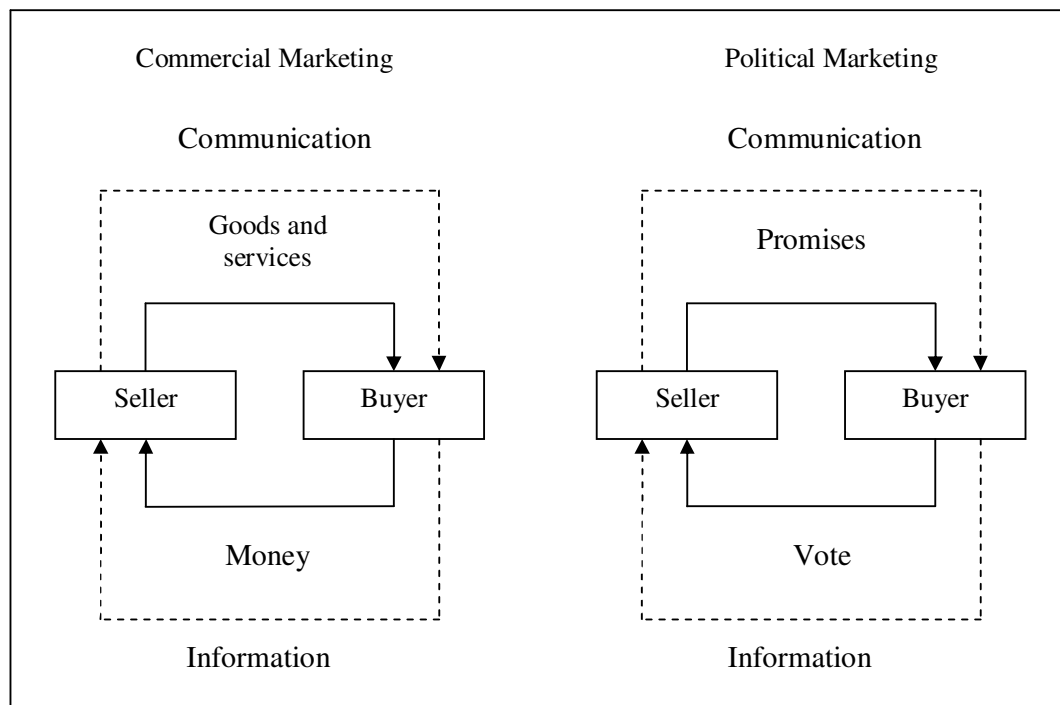 Commercial Marketing
Communication
Goods and
services
Seller
Buyer
Money
Information
Political Marketing
Communication
Promises
Seller
Buyer
Vote
Information